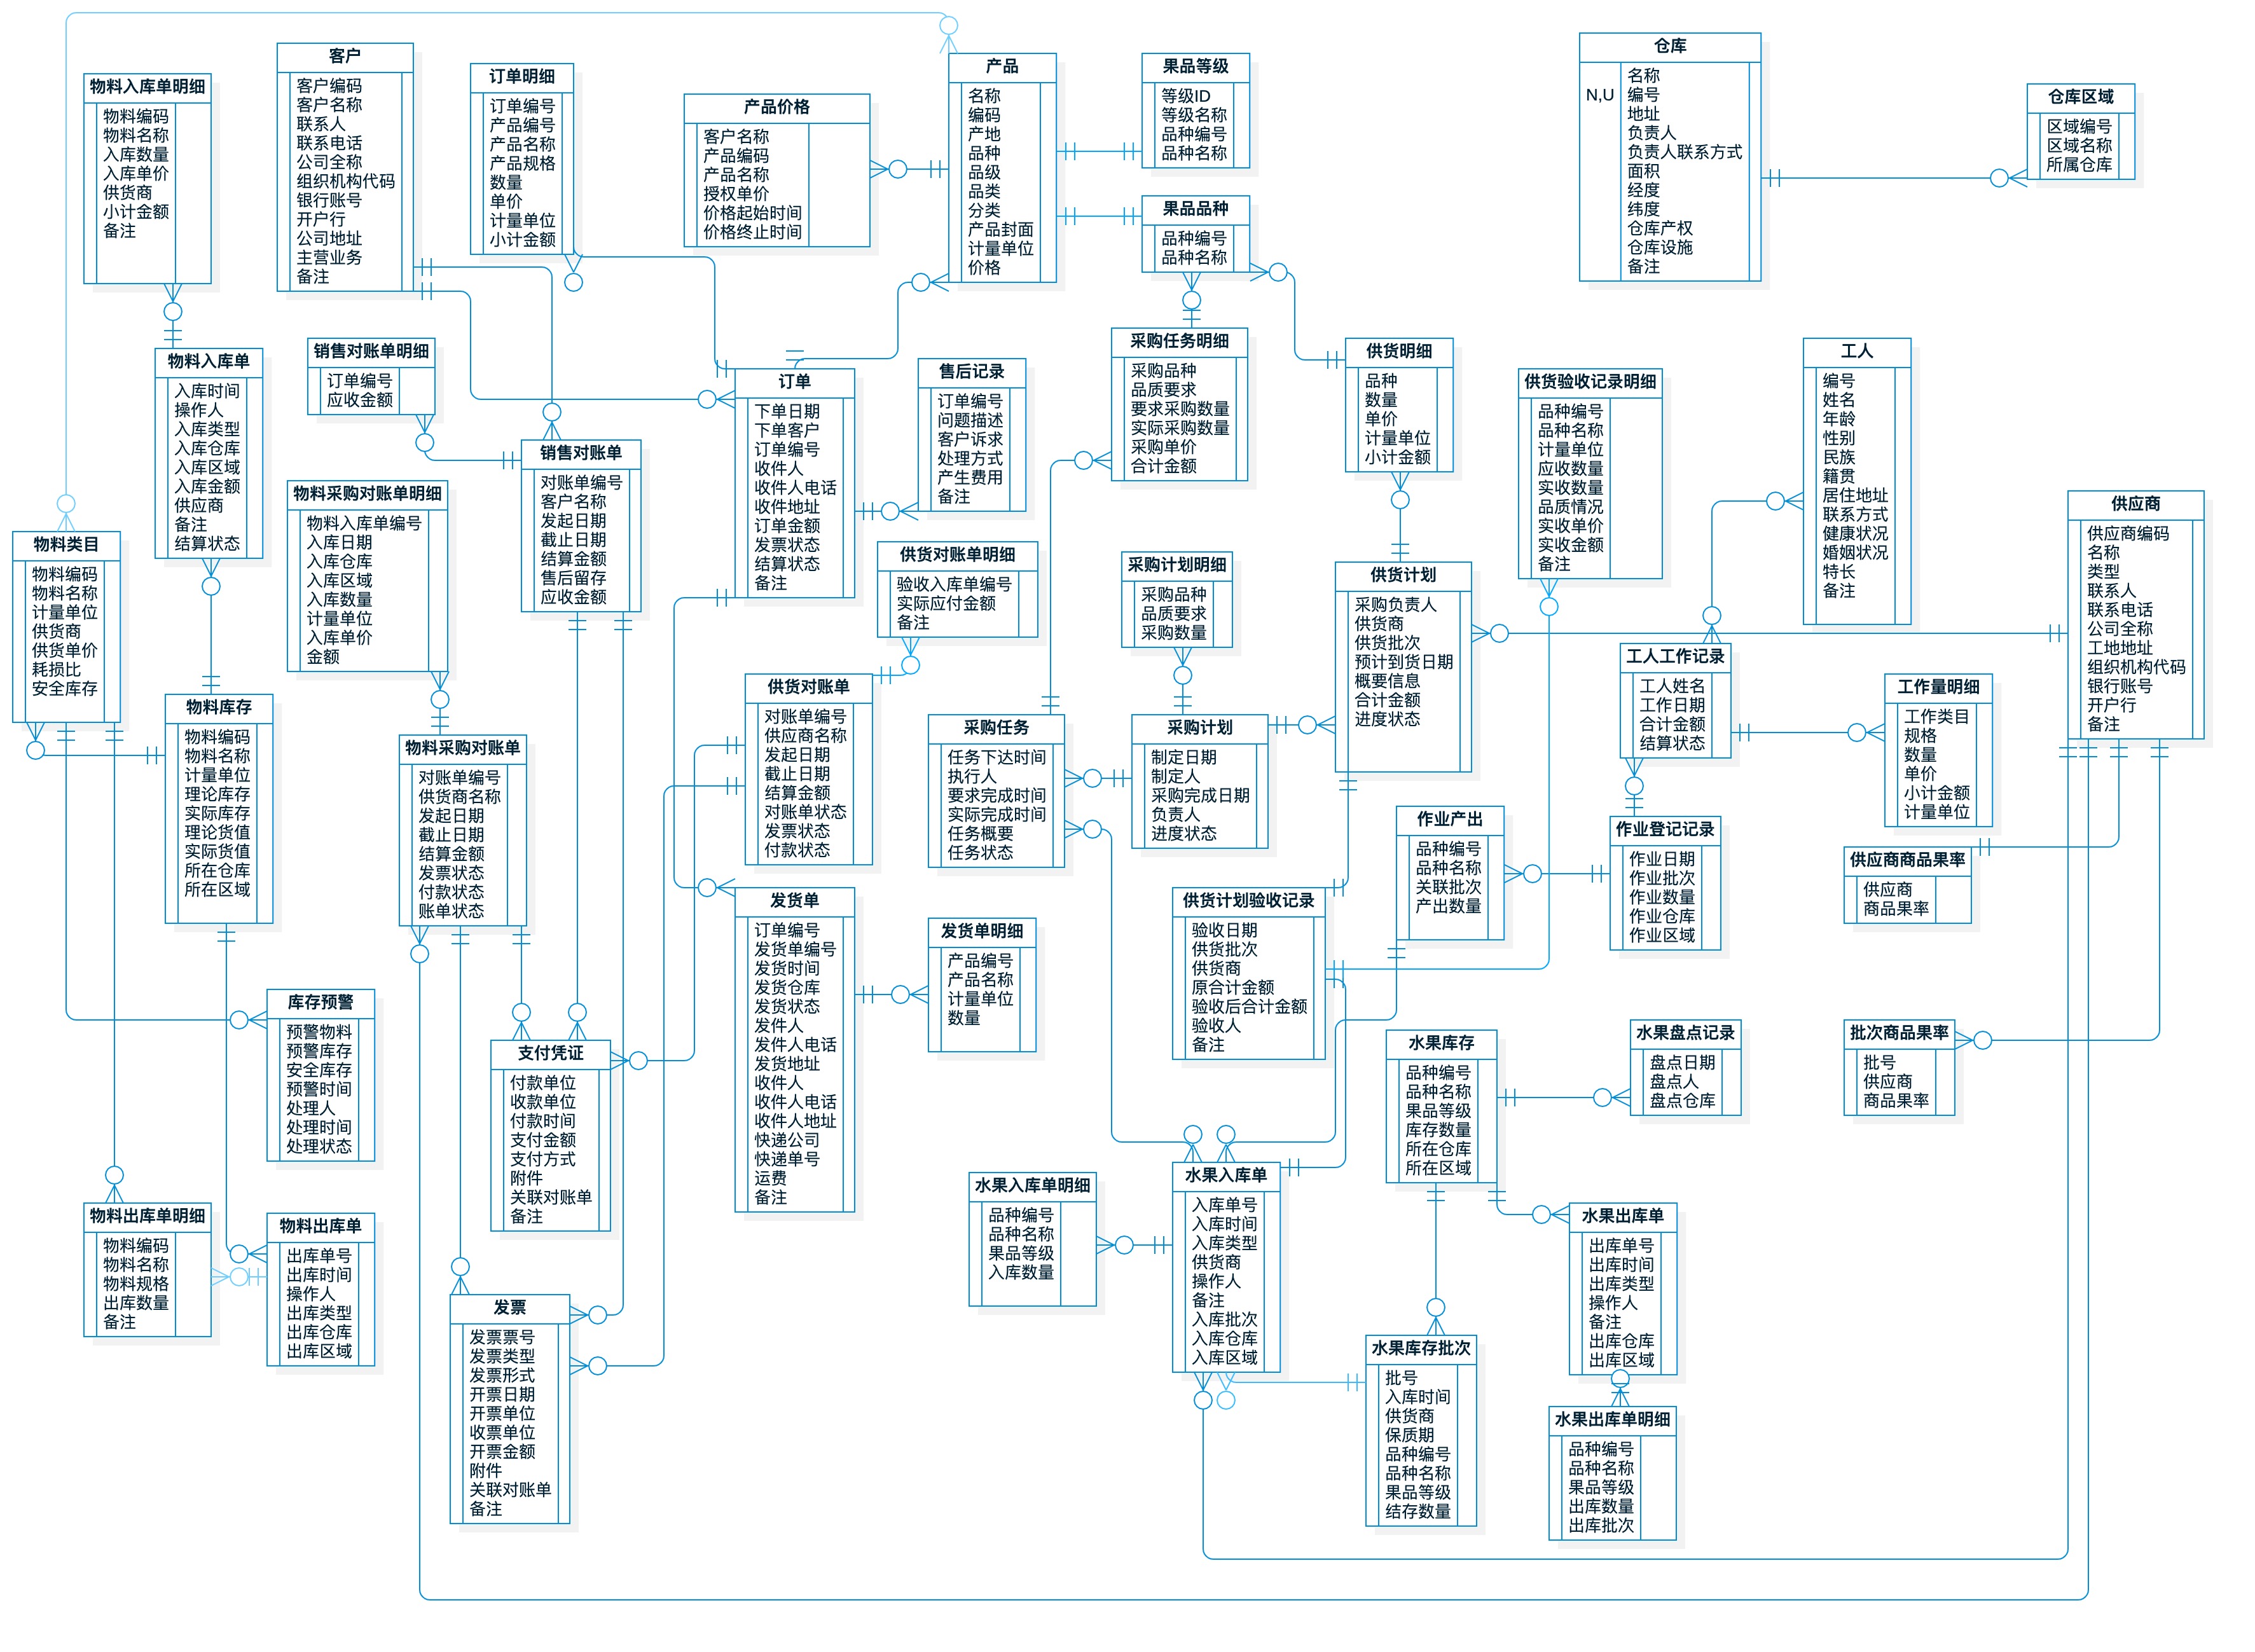 物料入库单明细
物料编码
物料名称
入库数量
入库单价
供货商
小计金额
备注
客户
客户编码
客户名称
联系人
联系电话
公司全称
组织机构代码
银行账号
开户行
公司地址
主营业务
备注
订单明细
订单编号
产品编号
产品名称
产品规格
数量
单价
计量单位
小计金额
产品价格
客户名称
产品编码
产品名称
授权单价
价格起始时间
价格终止时间
产品
名称
编码
产地
品种
品级
品类
分类
产品封面
计量单位
价格
果品等级
等级ID
等级名称
品种编号
品种名称
果品品种
品种编号
品种名称
仓库
名称
N,U 编号
地址
负责人
负责人联系方式
面积
经度
纬度
仓库产权
仓库设施
备注
仓库区域
区域编号
区域名称
所属仓库
物料入库单
入库时间
操作人
入库类型
入库仓库
入库区域
入库金额
供应商
备注
结算状态
销售对账单明细
订单编号
应收金额
销售对账单
对账单编号
客户名称
发起日期
截止日期
结算金额
售后留存
应收金额
订单
下单日期
下单客户
订单编号
收件人
收件人电话
收件地址
订单金额
发票状态
结算状态
备注
售后记录
订单编号
问题描述
客户诉求
处理方式
产生费用
备注
采购任务明细
采购品种
品质要求
要求采购数量
实际采购数量
采购单价
合计金额
供货明细
品种
数量
单价
计量单位
小计金额
供货验收记录明细
品种编号
品种名称
计量单位
应收数量
实收数量
品质情况
实收单价
实收金额
备注
工人
编号
姓名
年龄
性别
民族
籍贯
居住地址
联系方式
健康状况
婚姻状况
特长
备注
供应商
供应商编码
名称
类型
联系人
联系电话
公司全称
工地地址
组织机构代码
银行账号
开户行
备注
物料类目
物料编码
物料名称
计量单位
供货商
供货单价
耗损比
安全库存
物料采购对账单明细
物料入库单编号
入库日期
入库仓库
入库区域
入库数量
计量单位
入库单价
金额
供货对账单明细
验收入库单编号
实际应付金额
备注
采购计划明细
采购品种
品质要求
采购数量
供货计划
采购负责人
供货商
供货批次
预计到货日期
概要信息
合计金额
进度状态
工人工作记录
工人姓名
工作日期
合计金额
结算状态
工作量明细
工作类目
规格
数量
单价
小计金额
计量单位
物料库存
物料编码
物料名称
计量单位
理论库存
实际库存
理论货值
实际货值
所在仓库
所在区域
物料采购对账单
对账单编号
供货商名称
发起日期
截止日期
结算金额
发票状态
付款状态
账单状态
供货对账单
对账单编号
供应商名称
发起日期
截止日期
结算金额
对账单状态
发票状态
付款状态
采购任务
任务下达时间
执行人
要求完成时间
实际完成时间
任务概要
任务状态
采购计划
制定日期
制定人
采购完成日期
负责人
进度状态
作业产出
品种编号
品种名称
关联批次
产出数量
作业登记记录
作业日期
作业批次
作业数量
作业仓库
作业区域
供应商商品果率
供应商
商品果率
发货单
订单编号
发货单编号
发货时间
发货仓库
发货状态
发件人
发件人电话
发货地址
收件人
收件人电话
收件人地址
快递公司
快递单号
运费
备注
发货单明细
产品编号
产品名称
计量单位
数量
供货计划验收记录
验收日期
供货批次
供货商
原合计金额
验收后合计金额
验收人
备注
库存预警
预警物料
预警库存
安全库存
预警时间
处理人
处理时间
处理状态
支付凭证
付款单位
收款单位
付款时间
支付金额
支付方式
附件
关联对账单
备注
水果库存
品种编号
品种名称
果品等级
库存数量
所在仓库
所在区域
水果盘点记录
盘点日期
盘点人
盘点仓库
批次商品果率
批号
供应商
商品果率
物料出库单明细
物料编码
物料名称
物料规格
出库数量
备注
物料出库单
出库单号
出库时间
操作人
出库类型
出库仓库
出库区域
水果入库单明细
品种编号
品种名称
果品等级
入库数量
水果入库单
入库单号
入库时间
入库类型
供货商
操作人
备注
入库批次
入库仓库
入库区域
水果出库单
出库单号
出库时间
出库类型
操作人
备注
出库仓库
出库区域
发票
发票票号
发票类型
发票形式
开票日期
开票单位
收票单位
开票金额
附件
关联对账单
备注
水果库存批次
批号
入库时间
供货商
保质期
品种编号
品种名称
果品等级
结存数量
水果出库单明细
品种编号
品种名称
果品等级
出库数量
出库批次